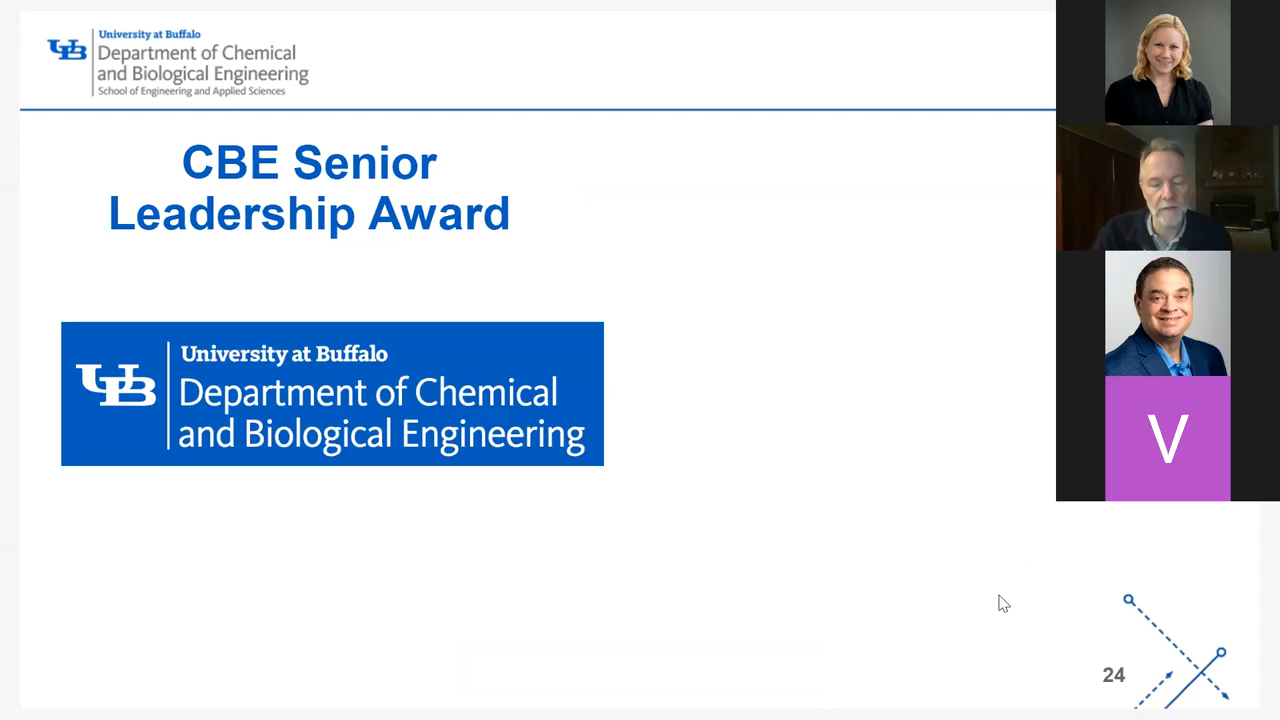 University at Buffalo
Department of Chemical
and Biological Engineering
School of Engineering and Applied Sciences
CBE Senior
Leadership Award
UB
University at Buffalo
Department of Chemical
and Biological Engineering
V
24